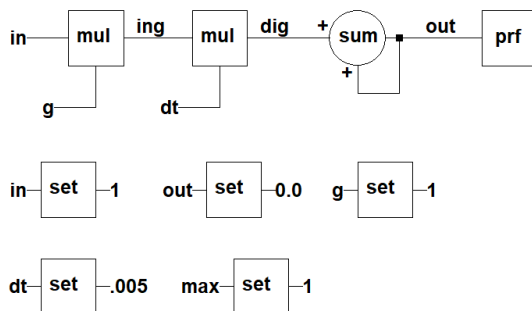 in mul ing mul dig + sum out prf
+
g dt
in set 1 out set 0.0 g set 1
dt set .005 max set 1